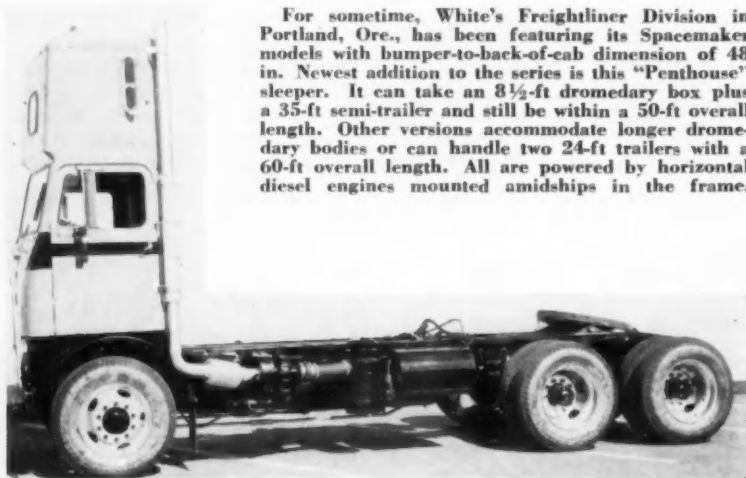 For sometime, White's Freightliner Division in
Portland, Ore., has been featuring its Spacemaker
models with bumper-to-back-of-cab dimension of 48
in. Newest addition to the series is this "Penthouse"
sleeper. It can take an 8½-ft dromedary box plus
a 35-ft semi-trailer and still be within a 50-ft overall
length. Other versions accommodate longer drome-
dary bodies or can handle two 24-ft trailers with a
60-ft overall length. All are powered by horizontal
diesel engines mounted amidships in the frame.